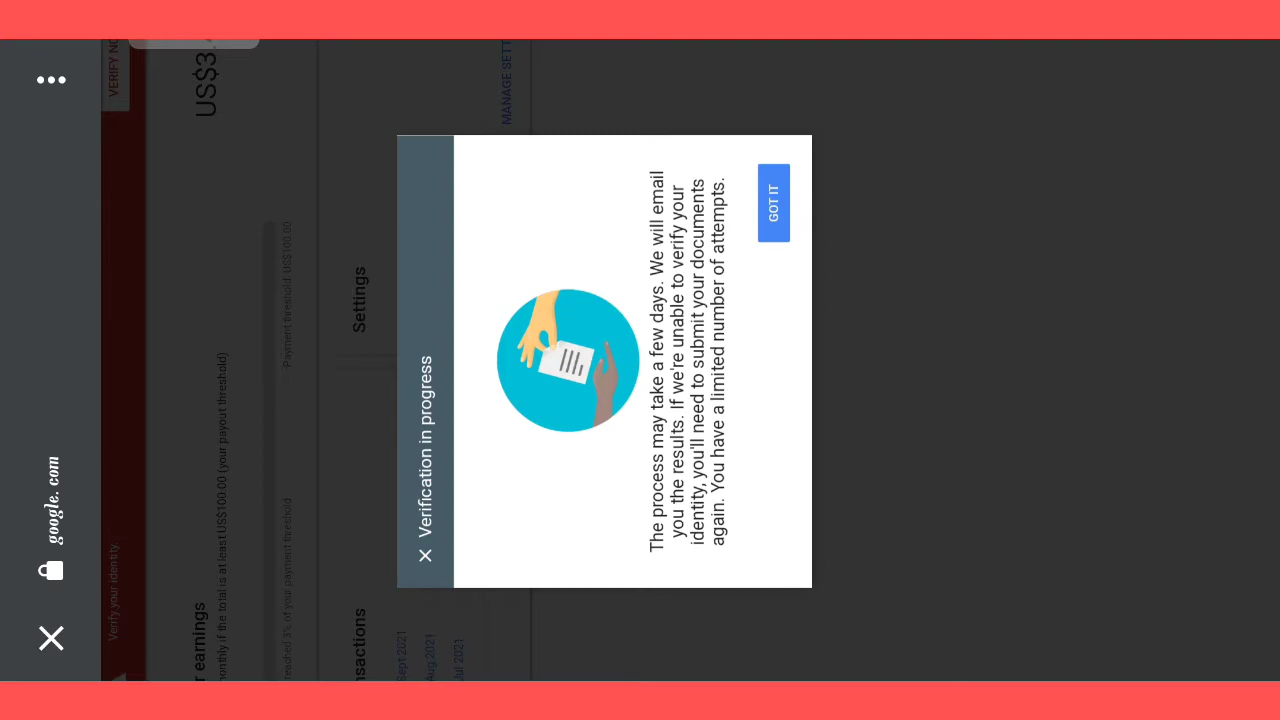 google. com
Verify your identity.
VERIFY NO
r earnings
US$3.
onthly if the total is at least US$100.00 (your payout threshold)
reached 3% of your payment threshold
Payment threshold: US$100.00
nsactions
Settings
Sept 2021
Aug 2021
Jul 2021
MANAGE SETT
Verification in progress
The process may take a few days. We will email
you the results. If we're unable to verify your
identity, you'll need to submit your documents
again. You have a limited number of attempts.
GOT IT